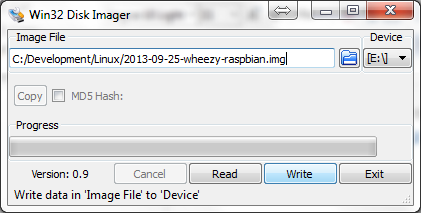 Win32 Disk Imager
Image File Device
C:/Development/Linux/2013-09-25-wheezy-raspbian.img [E:\]
Copy MD5 Hash:
Progress
Version: 0.9 Cancel Read Write Exit
Write data in 'Image File' to 'Device'